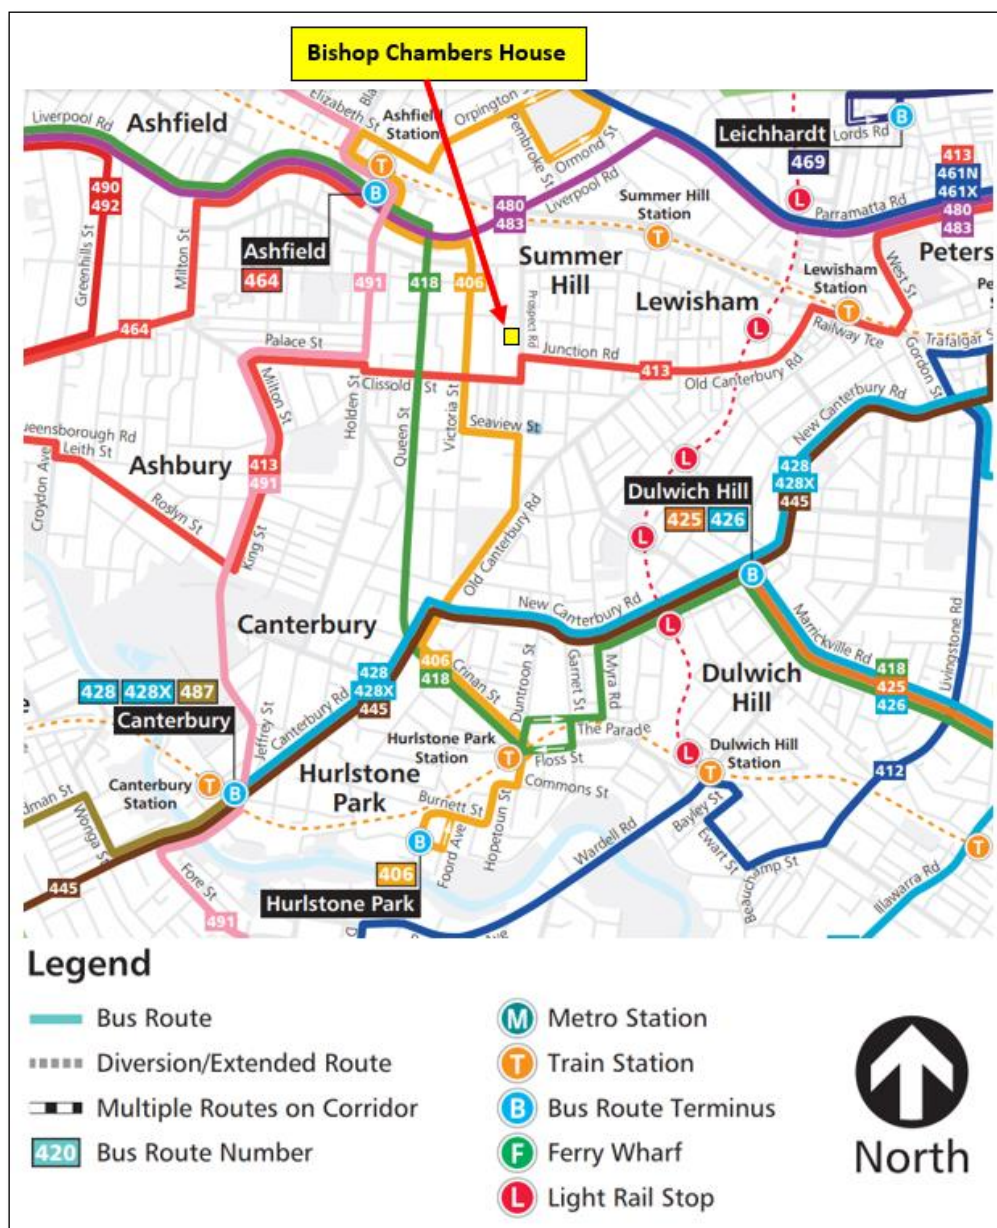 Bishop Chambers House
Liverpool Rd
Ashfield
Elizabeth St
Ashfield
Station
Orpington
Pembroke St
Ormond St
Liverpool Rd
Leichhardt
469
Lords Rd
B
413
461N
461X
480
483
490
492
Greenhills St
Milton St
T
B
Ashfield
464
491
418
406
480
483
Summer Hill
Station
T
L
Parramatta Rd
Summer
Hill
Lewisham
Lewisham
Station
T
West St
Peters
L
Railway Tce
Gordon St
Trafalgar S
464
Palace St
Prospect Rd
Junction Rd
413
Old Canterbury Rd
Clissold St
Milton St
Holden St
Queen St
Victoria St
Seaview St
New Canterbury Rd
ueensborough Rd
Leith St
Croydon Ave
Ashbury
Roslyn St
413
491
King St
L
Dulwich Hill
425
426
428
428X
445
L
B
Old Canterbury Rd
New Canterbury Rd
Canterbury
L
Marrickville Rd
Livingstone Rd
406
418
Crinan St
Duntroon St
Garnet St
Myra Rd
Dulwich
Hill
418
425
426
428
428X
487
Canterbury
428
428X
445
Jeffrey St
Canterbury Rd
Hurlstone Park
Station
T
The Parade
Floss St
L
Dulwich Hill
Station
T
412
Canterbury
Station
T
B
Hurlstone
Park
Commons St
Burnett St
Hopetoun St
Foord Ave
B
dman St
Wonga St
445
Fore St
491
406
Hurlstone Park
Wardell Rd
Bayley St
Ewart St
Beauchamp St
T
Illawarra Rd
Legend
Bus Route
Diversion/Extended Route
Multiple Routes on Corridor
420 Bus Route Number
M Metro Station
T Train Station
B Bus Route Terminus
F Ferry Wharf
L Light Rail Stop
North